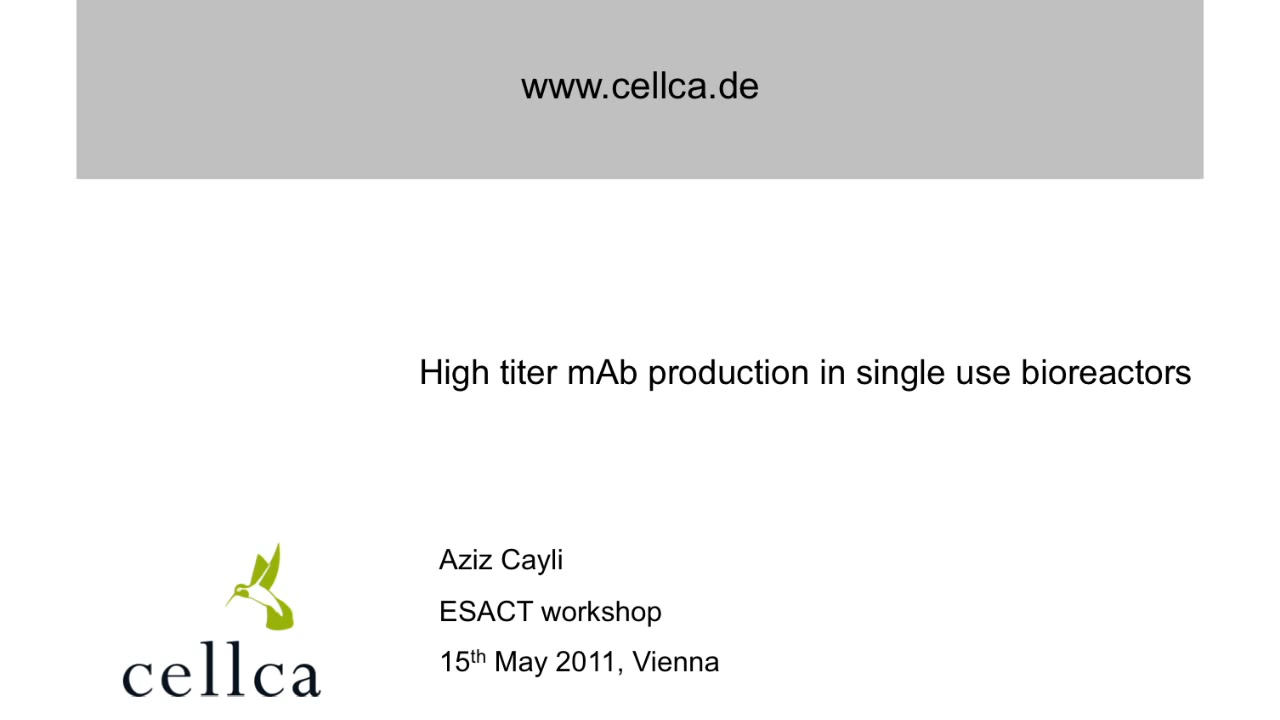 www.cellca.de
High titer mAb production in single use bioreactors
Aziz Cayli
ESACT workshop
15th May 2011, Vienna
cellca